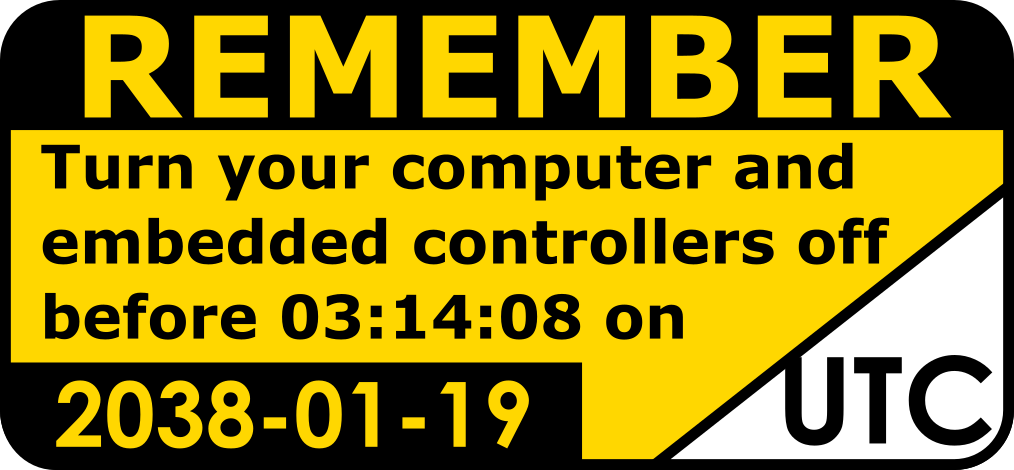 REMEMBER
Turn your computer and
embedded controllers off
before 03:14:08 on
2038-01-19
UTC